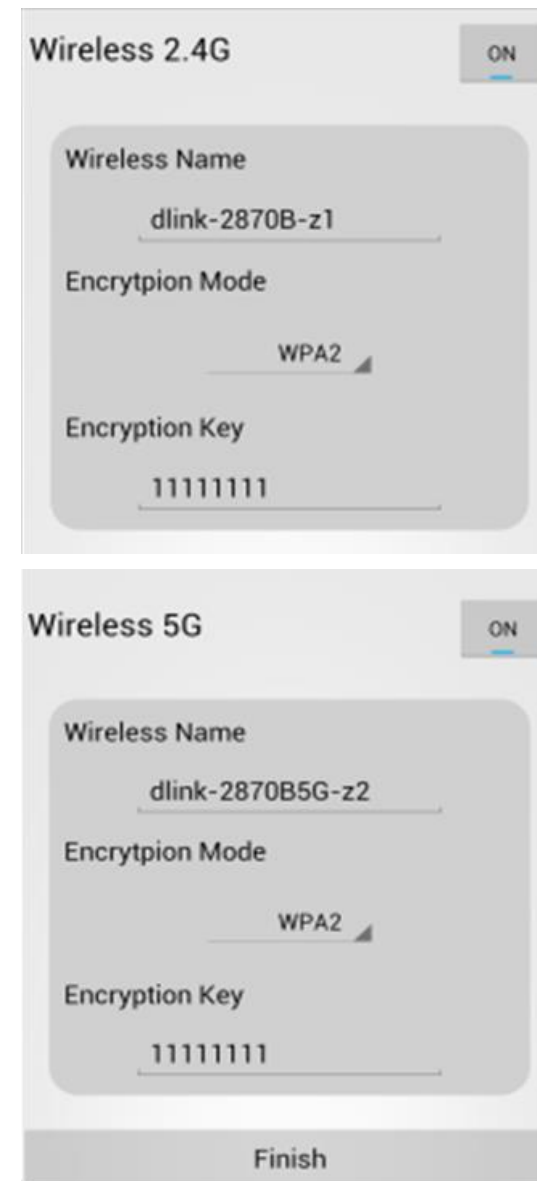 Wireless 2.4G
ON
Wireless Name
dlink-2870B-z1
Encrytpion Mode
WPA2
Encryption Key
11111111
Wireless 5G
ON
Wireless Name
dlink-2870B5G-z2
Encrytpion Mode
WPA2
Encryption Key
11111111
Finish